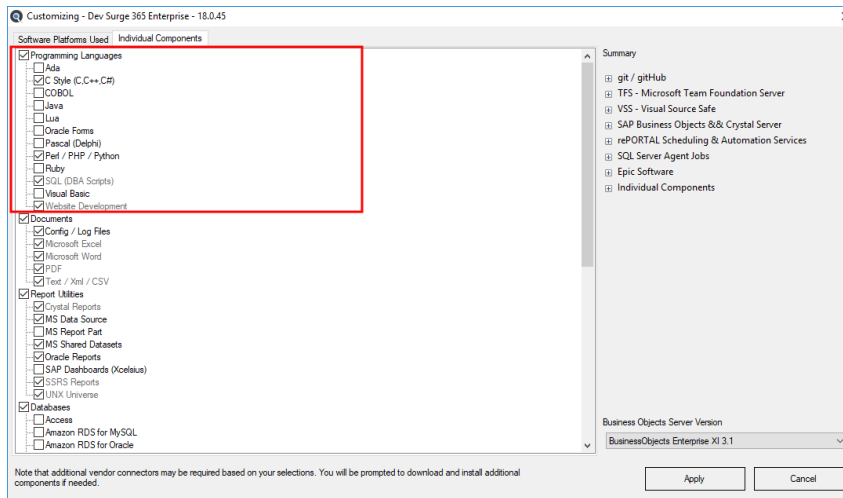 Customizing - Dev Surge 365 Enterprise - 18.0.45
Software Platforms Used
Individual Components
Programming Languages
Ada
C Style (C,C++,C#)
COBOL
Java
Lua
Oracle Forms
Pascal (Delphi)
Perl / PHP / Python
Ruby
SQL (DBA Scripts)
Visual Basic
Website Development
Documents
Config / Log Files
Microsoft Excel
Microsoft Word
PDF
Text / Xml / CSV
Report Utilities
Crystal Reports
MS Data Source
MS Report Part
MS Shared Datasets
Oracle Reports
SAP Dashboards (Xcelsius)
SSRS Reports
UNX Universe
Databases
Access
Amazon RDS for MySQL
Amazon RDS for Oracle
Summary
git / gitHub
TFS - Microsoft Team Foundation Server
VSS - Visual Source Safe
SAP Business Objects && Crystal Server
rePORTAL Scheduling & Automation Services
SQL Server Agent Jobs
Epic Software
Individual Components
Business Objects Server Version
BusinessObjects Enterprise XI 3.1
Note that additional vendor connectors may be required based on your selections. You will be prompted to download and install additional
components if needed.
Apply
Cancel